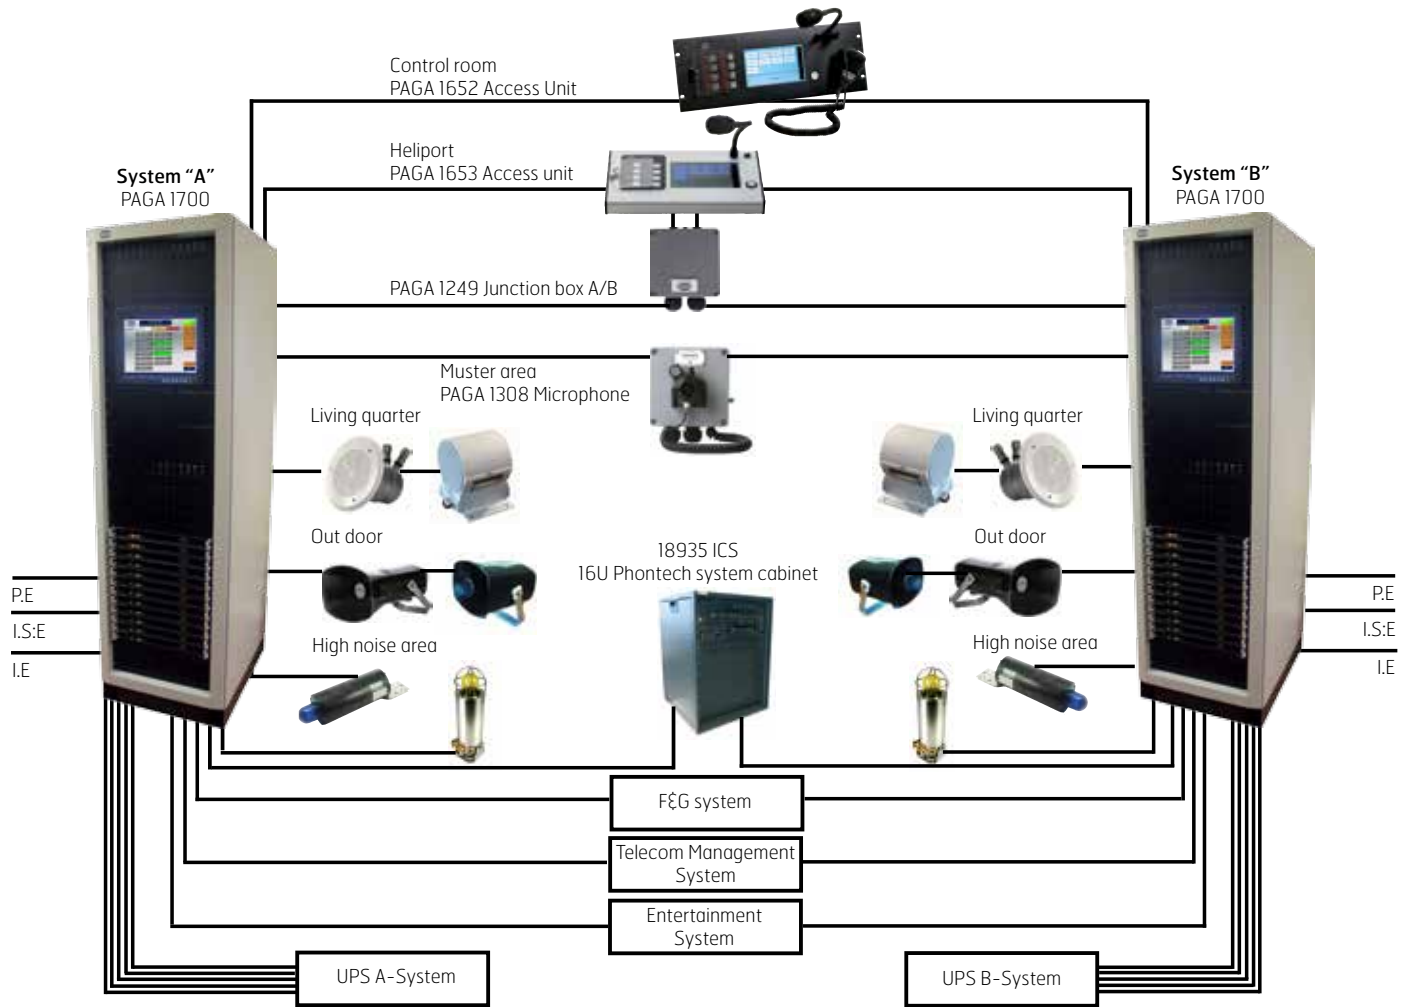 Control room
PAGA 1652 Access Unit
Heliport
PAGA 1653 Access unit
System “A”
PAGA 1700
System “B”
PAGA 1700
PAGA 1249 Junction box A/B
Muster area
PAGA 1308 Microphone
Living quarter
Living quarter
Out door
Out door
18935 ICS
16U Phontech system cabinet
P.E
P.E
I.S:E
I.S:E
High noise area
High noise area
I.E
I.E
F&G system
Telecom Management
System
Entertainment
System
UPS A-System
UPS B-System